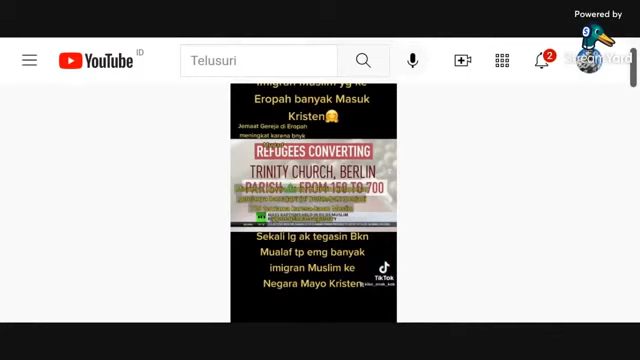 Powered by
StreamYard
YouTube ID
Telusuri
2
imigran muslim yg ke
Eropah banyak Masuk
Kristen🤗
Jemaat Gereja di Eropah
meningkat karena bnyk
Mualaf
REFUGEES CONVERTING
TRINITY CHURCH, BERLIN
PARISH FROM 150 TO 700
RT
Sekali lg ak tegasin Bkn
Mualaf tp emg banyak
imigran Muslim ke
Negara Mayo Kristen
TikTok